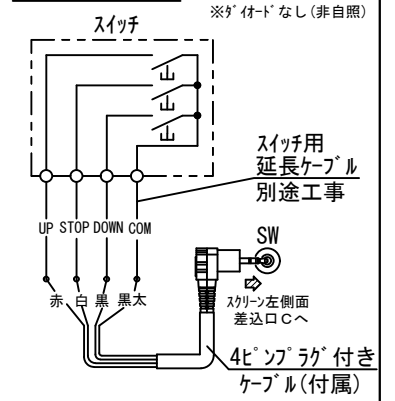 ※ダイオードなし(非自照)
スイッチ
スイッチ用
延長ケーブル
別途工事
UP STOP DOWN COM
SW
赤 白 黒 黒太
スクリーン左側面
差込口Cへ
4ピンプラグ付き
ケーブル(付属)